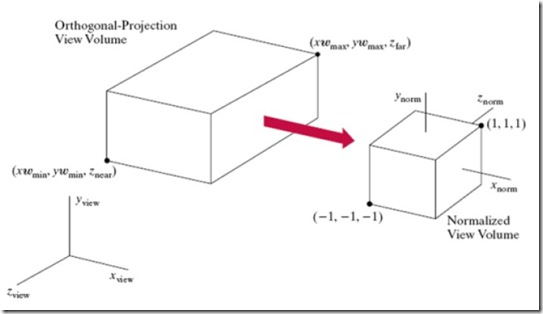 Orthogonal-Projection
View Volume
(xwmax, ywmax, zfar)
ynorm
znorm
(1, 1, 1)
(xwmin, ywmin, znear)
xnorm
(−1, −1, −1)
Normalized
View Volume
yview
xview
zview